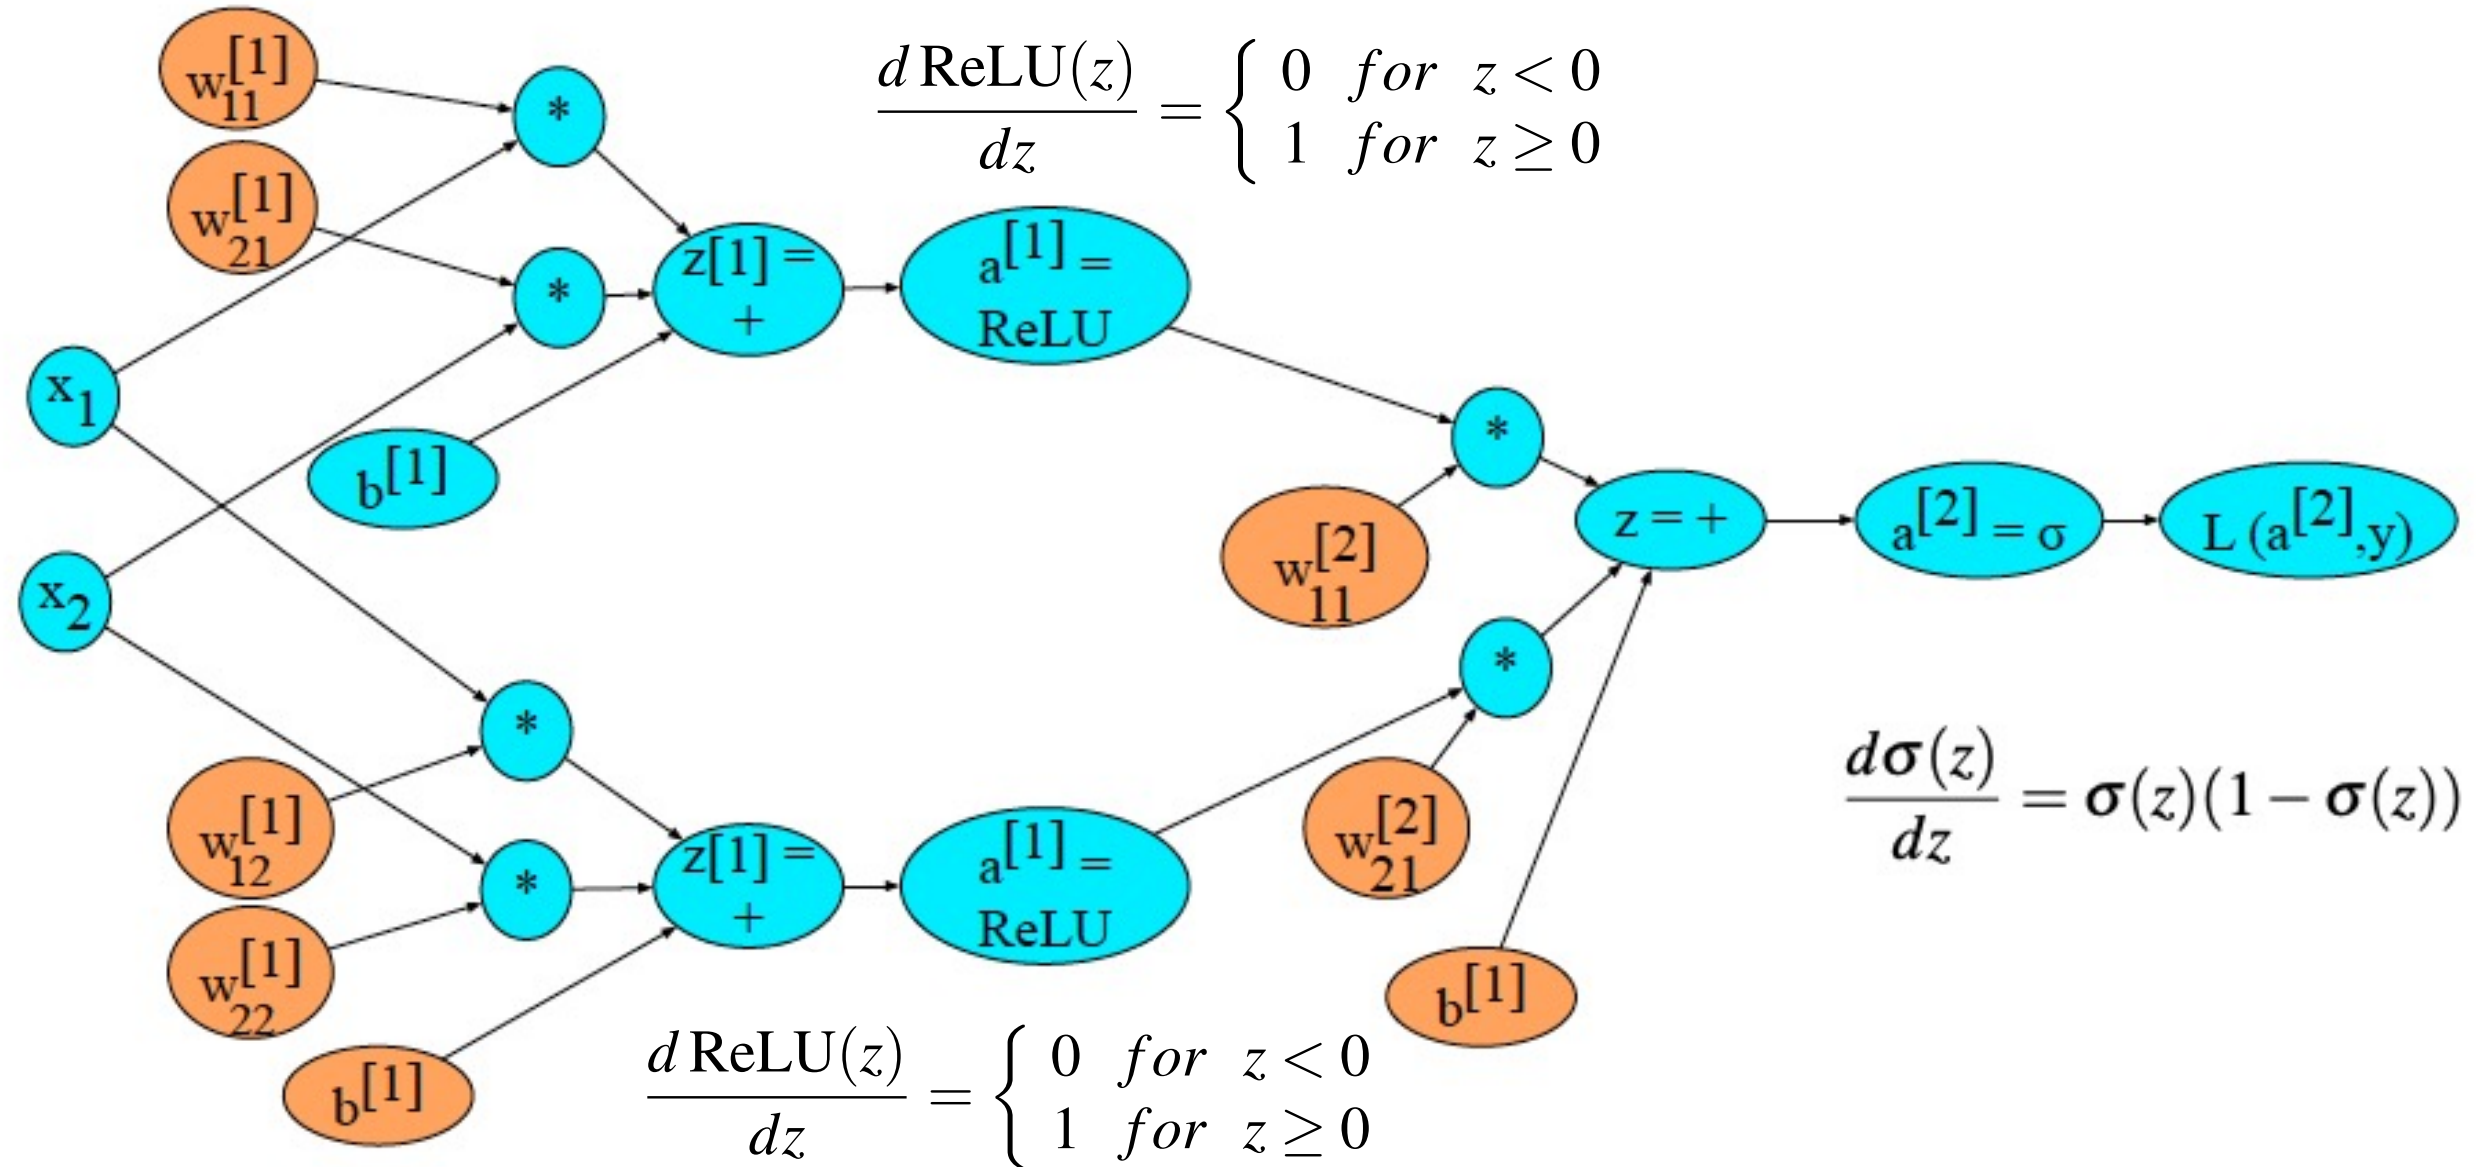 w[1]11
*
d ReLU(z)/dz = { 0 for z < 0
1 for z ≥ 0
w[1]21
*
z[1] =
+
a[1] =
ReLU
x1
b[1]
*
w[2]11
z = +
a[2] = σ
L (a[2],y)
x2
*
*
w[2]21
dσ(z)/dz = σ(z)(1 − σ(z))
w[1]12
*
z[1] =
+
a[1] =
ReLU
w[1]22
b[1]
b[1]
d ReLU(z)/dz = { 0 for z < 0
1 for z ≥ 0